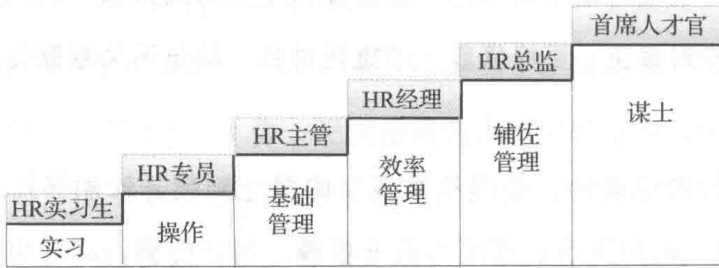 首席人才官
HR总监
HR经理
谋士
HR主管
辅佐
管理
HR专员
效率
管理
HR实习生
基础
管理
操作
实习